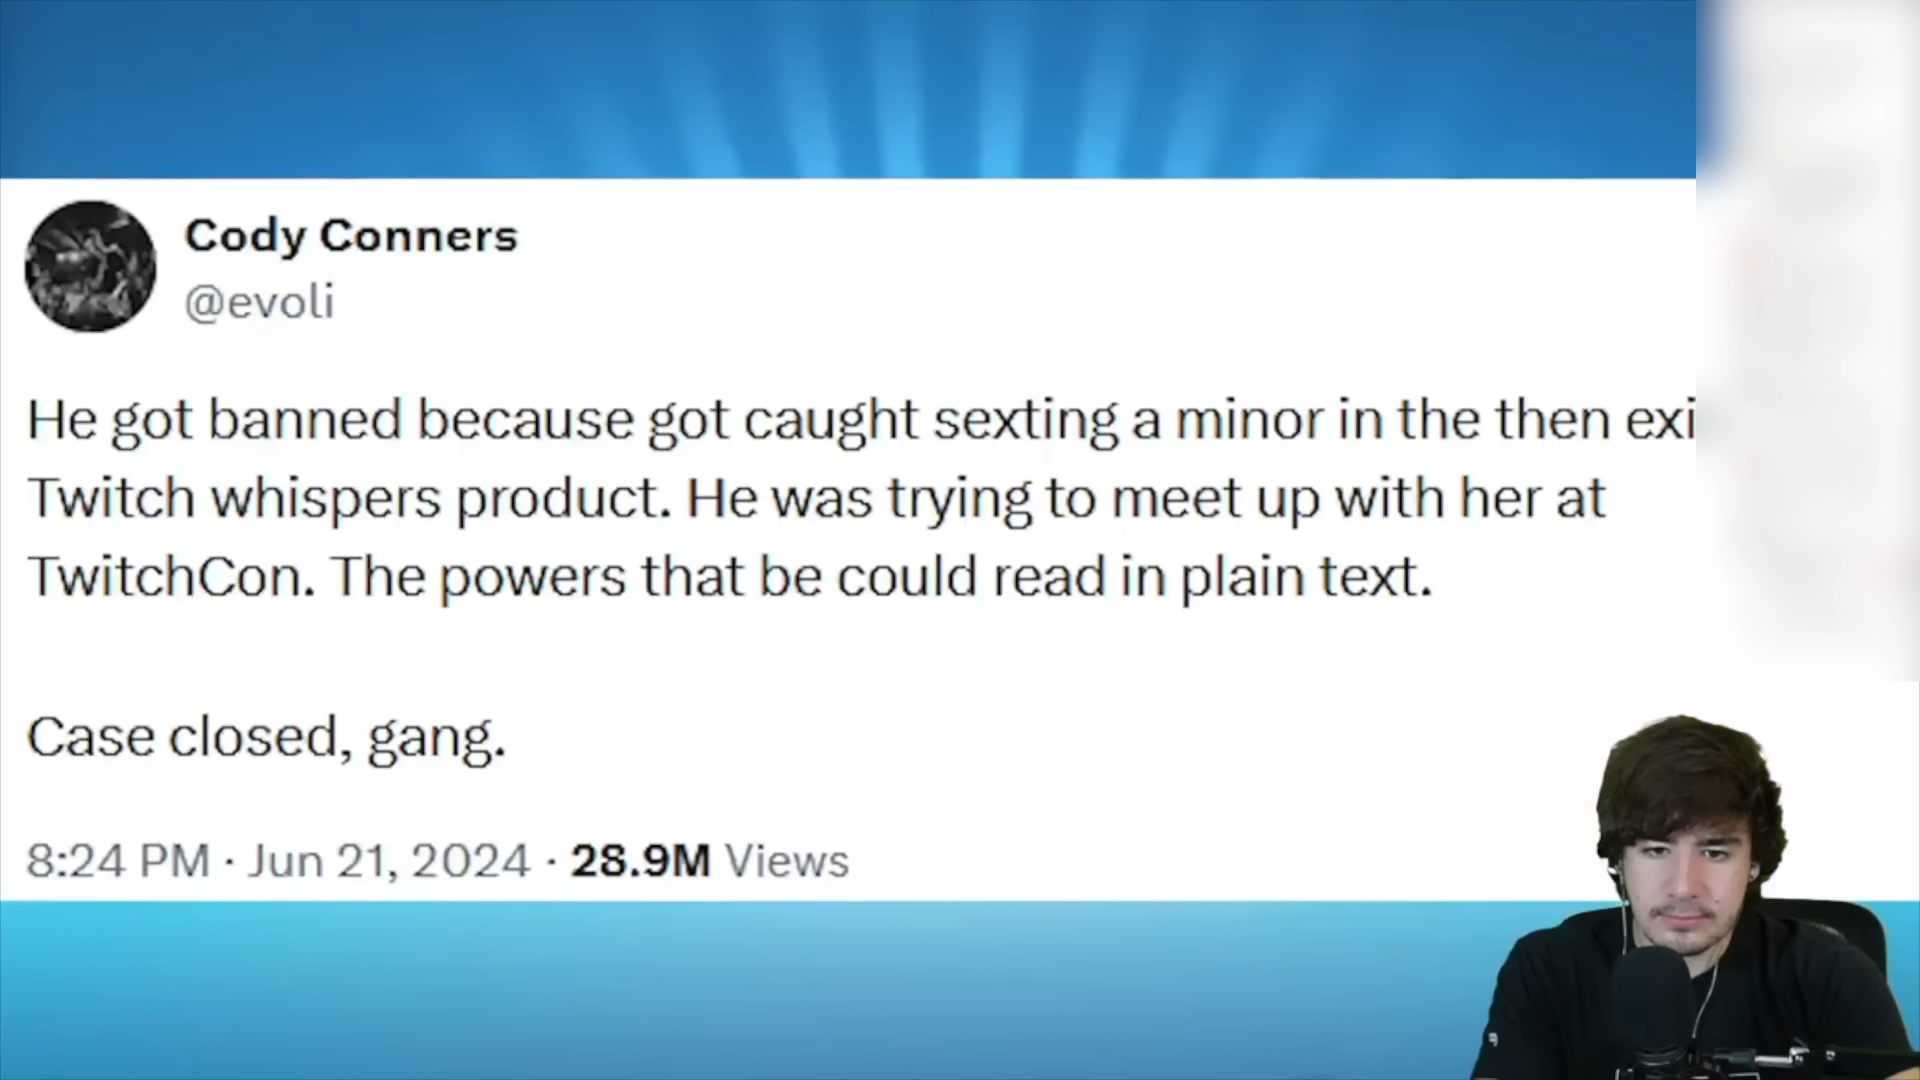 Cody Conners
@evoli
He got banned because got caught sexting a minor in the then exi
Twitch whispers product. He was trying to meet up with her at
TwitchCon. The powers that be could read in plain text.
Case closed, gang.
8:24 PM · Jun 21, 2024 · 28.9M Views